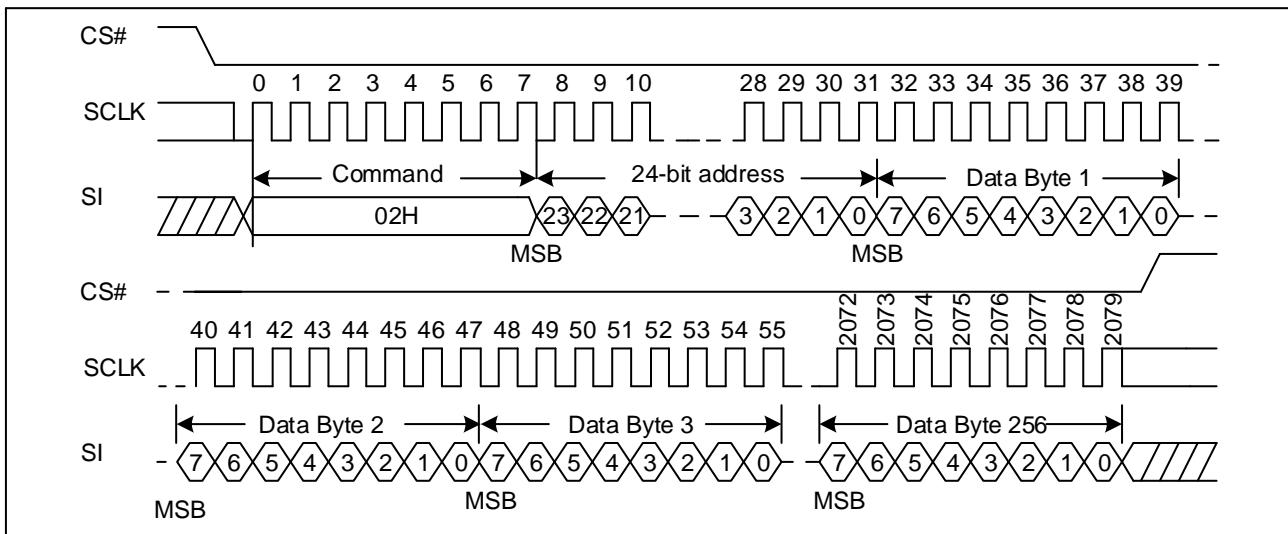 CS#
0 1 2 3 4 5 6 7 8 9 10 28 29 30 31 32 33 34 35 36 37 38 39
SCLK
Command 24-bit address Data Byte 1
SI
02H 23 22 21 3 2 1 0 7 6 5 4 3 2 1 0
MSB MSB
CS#
40 41 42 43 44 45 46 47 48 49 50 51 52 53 54 55 2072 2073 2074 2075 2076 2077 2078 2079
SCLK
Data Byte 2 Data Byte 3 Data Byte 256
SI
7 6 5 4 3 2 1 0 7 6 5 4 3 2 1 0 7 6 5 4 3 2 1 0
MSB MSB MSB